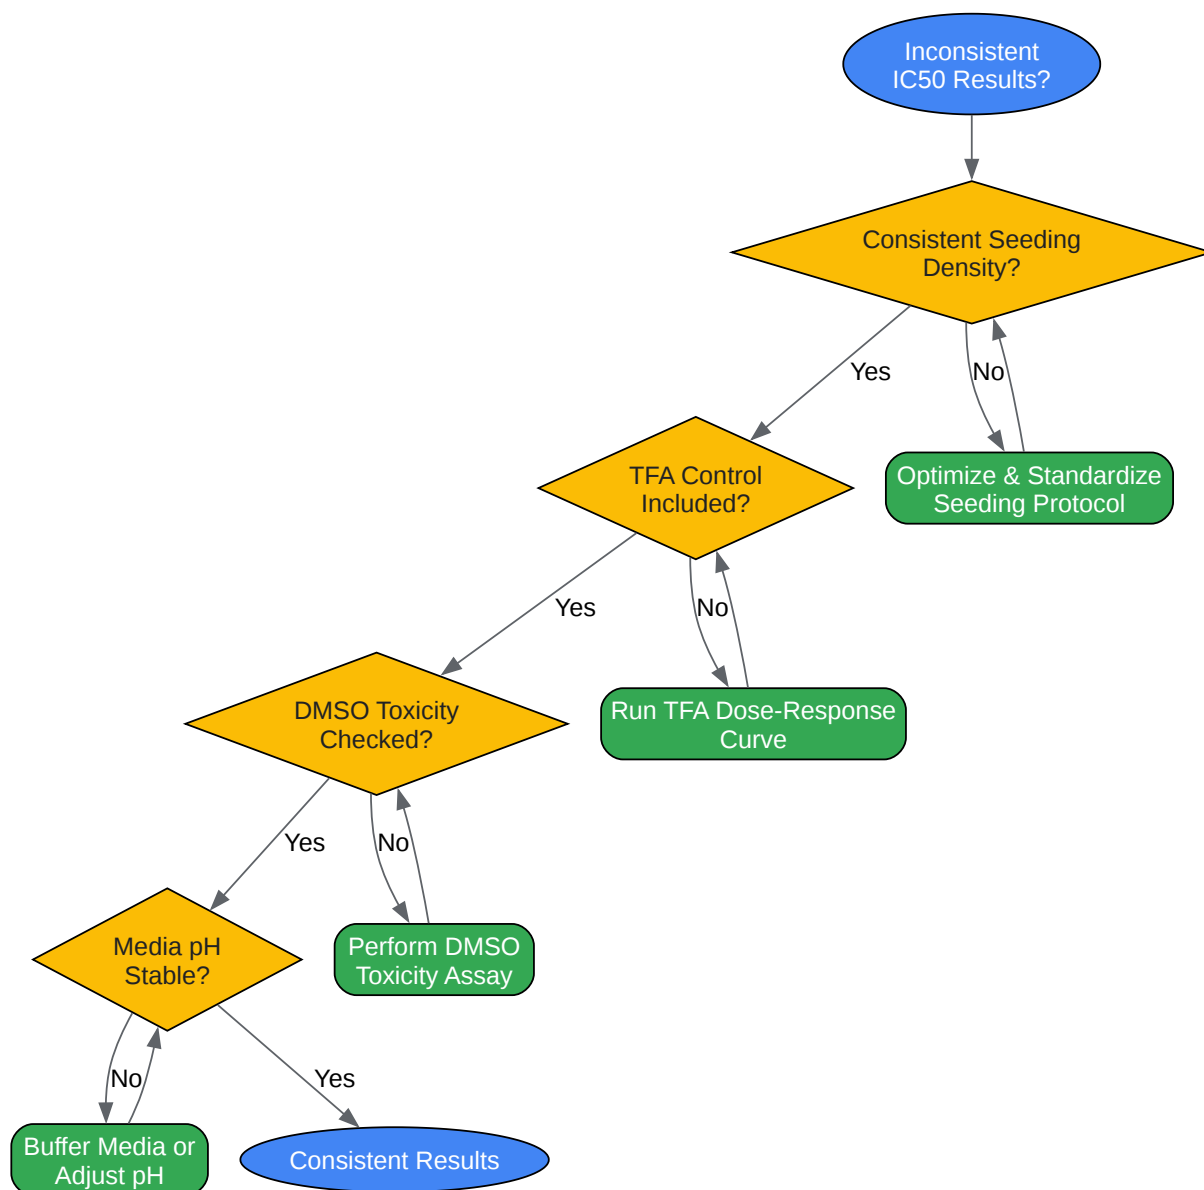 Inconsistent
IC50 Results?
Consistent Seeding
Density?
Yes
No
TFA Control
Included?
Optimize & Standardize
Seeding Protocol
Yes
No
DMSO Toxicity
Checked?
Run TFA Dose-Response
Curve
Yes
No
Media pH
Stable?
Perform DMSO
Toxicity Assay
No
Yes
Buffer Media or
Adjust pH
Consistent Results